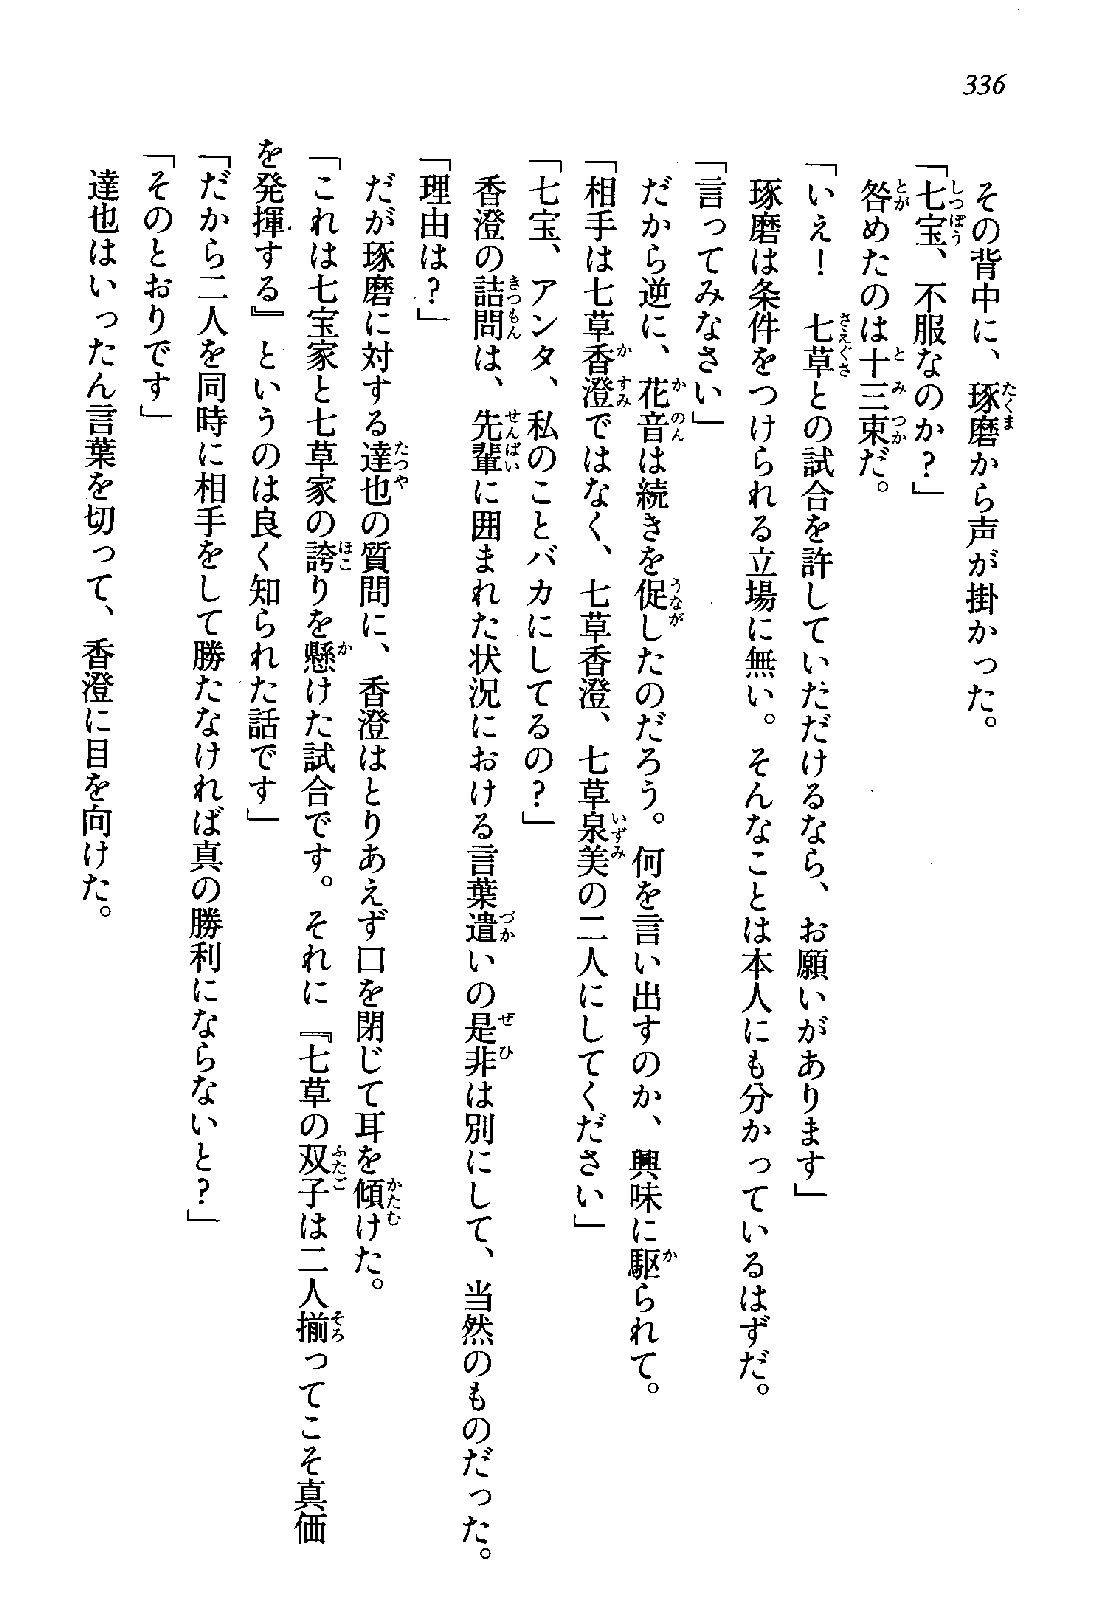 336
その背中に、琢磨から声が掛かった。
「七宝、不服なのか？」
咎めたのは十三束だ。
「いえ！　七草との試合を許していただけるなら、お願いがあります」
琢磨は条件をつけられる立場に無い。そんなことは本人にも分かっているはずだ。
「言ってみなさい」
だから逆に、花音は続きを促したのだろう。何を言い出すのか、興味に駆られて。
「相手は七草香澄ではなく、七草香澄、七草泉美の二人にしてください」
「七宝、アンタ、私のことバカにしてるの？」
香澄の詰問は、先輩に囲まれた状況における言葉遣いの是非は別にして、当然のものだった。
「理由は？」
だが琢磨に対する達也の質問に、香澄はとりあえず口を閉じて耳を傾けた。
「これは七宝家と七草家の誇りを懸けた試合です。それに『七草の双子は二人揃ってこそ真価
を発揮する』というのは良く知られた話です」
「だから二人を同時に相手をして勝たなければ真の勝利にならないと？」
「そのとおりです」
達也はいったん言葉を切って、香澄に目を向けた。